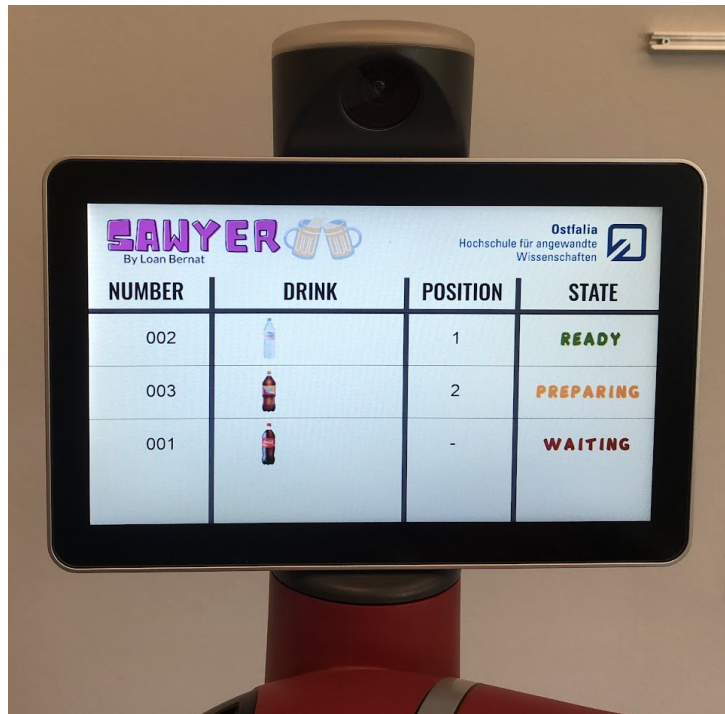 SAWYER
By Loan Bernat
Ostfalia
Hochschule für angewandte
Wissenschaften
NUMBER DRINK POSITION STATE
002 1 READY
003 2 PREPARING
001 - WAITING